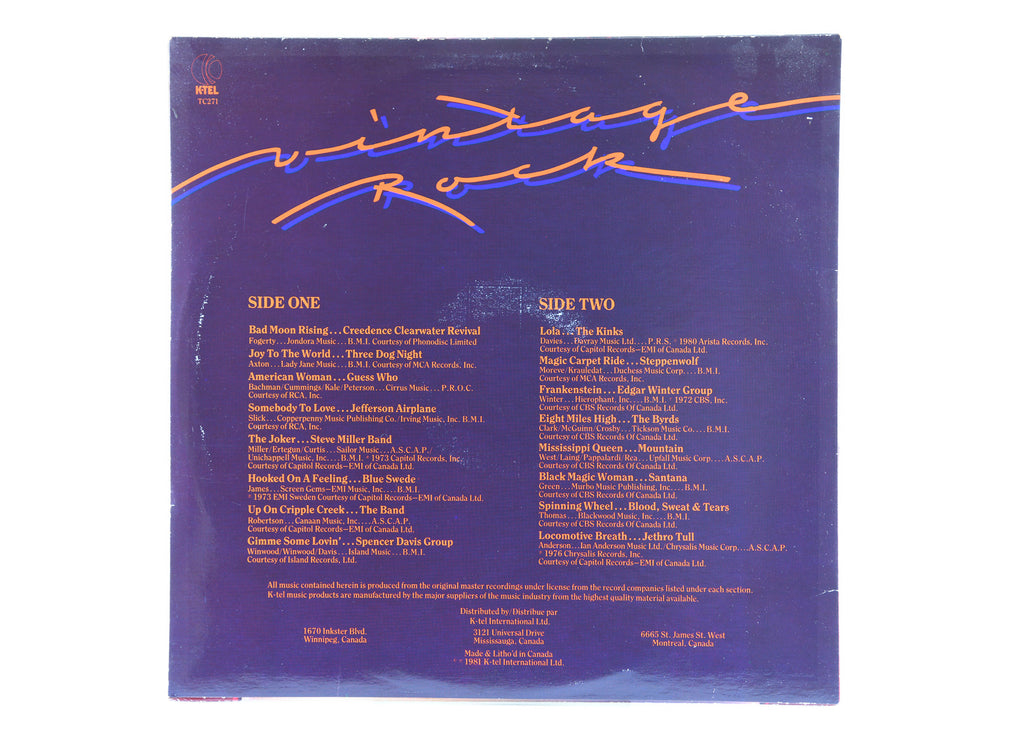 K-TEL
TC271
vintage
Rock
SIDE ONE
Bad Moon Rising...Creedence Clearwater Revival
Fogerty...Jondora Music...B.M.I. Courtesy of Phonodisc Limited
Joy To The World...Three Dog Night
Axton...Lady Jane Music...B.M.I. Courtesy of MCA Records, Inc.
American Woman...Guess Who
Bachman/Cummings/Kale/Peterson...Cirrus Music...P.R.O.C.
Courtesy of RCA, Inc.
Somebody To Love...Jefferson Airplane
Slick...Copperpenny Music Publishing Co./Irving Music, Inc. B.M.I.
Courtesy of RCA, Inc.
The Joker...Steve Miller Band
Miller/Ertegun/Curtis...Sailor Music...A.S.C.A.P./
Unichappell Music, Inc....B.M.I. ℗ 1973 Capitol Records, Inc.
Courtesy of Capitol Records—EMI of Canada Ltd.
Hooked On A Feeling...Blue Swede
James...Screen Gems—EMI Music, Inc....B.M.I.
℗ 1973 EMI Sweden Courtesy of Capitol Records—EMI of Canada Ltd.
Up On Cripple Creek...The Band
Robertson...Canaan Music, Inc....A.S.C.A.P.
Courtesy of Capitol Records—EMI of Canada Ltd.
Gimme Some Lovin'...Spencer Davis Group
Winwood/Winwood/Davis...Island Music...B.M.I.
Courtesy of Island Records, Ltd.
SIDE TWO
Lola...The Kinks
Davies...Davray Music Ltd....P.R.S. ℗ 1980 Arista Records, Inc.
Courtesy of Capitol Records—EMI of Canada Ltd.
Magic Carpet Ride...Steppenwolf
Moreve/Krauledat...Duchess Music Corp....B.M.I.
Courtesy of MCA Records, Inc.
Frankenstein...Edgar Winter Group
Winter...Hierophant, Inc....B.M.I. ℗ 1972 CBS, Inc.
Courtesy of CBS Records Of Canada Ltd.
Eight Miles High...The Byrds
Clark/McGuinn/Crosby...Tickson Music Co....B.M.I.
Courtesy of CBS Records Of Canada Ltd.
Mississippi Queen...Mountain
West/Laing/Pappalardi/Rea...Upfall Music Corp....A.S.C.A.P.
Courtesy of CBS Records Of Canada Ltd.
Black Magic Woman...Santana
Green...Murbo Music Publishing, Inc....B.M.I.
Courtesy of CBS Records Of Canada Ltd.
Spinning Wheel...Blood, Sweat & Tears
Thomas...Blackwood Music, Inc....B.M.I.
Courtesy of CBS Records Of Canada Ltd.
Locomotive Breath...Jethro Tull
Anderson...Ian Anderson Music Ltd./Chrysalis Music Corp....A.S.C.A.P.
℗ 1976 Chrysalis Records, Inc.
Courtesy of Capitol Records—EMI of Canada Ltd.
All music contained herein is produced from the original master recordings under license from the record companies listed under each section.
K-tel music products are manufactured by the major suppliers of the music industry from the highest quality material available.
Distributed by/Distribue par
K-tel International Ltd.
1670 Inkster Blvd.
Winnipeg, Canada
3121 Universal Drive
Mississauga, Canada
6665 St. James St. West
Montreal, Canada
Made & Litho'd in Canada
℗ © 1981 K-tel International Ltd.